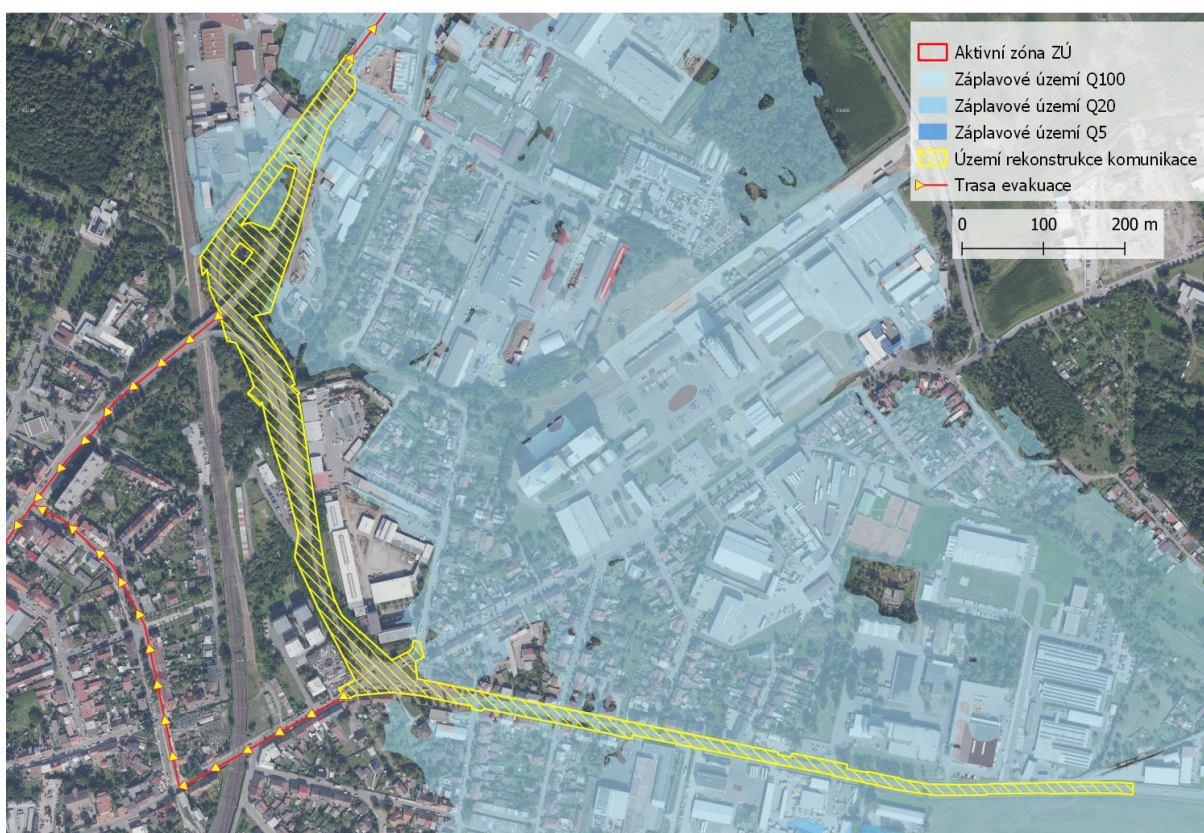 Aktivní zóna ZÚ
Záplavové území Q100
Záplavové území Q20
Záplavové území Q5
Území rekonstrukce komunikace
Trasa evakuace
0 100 200 m